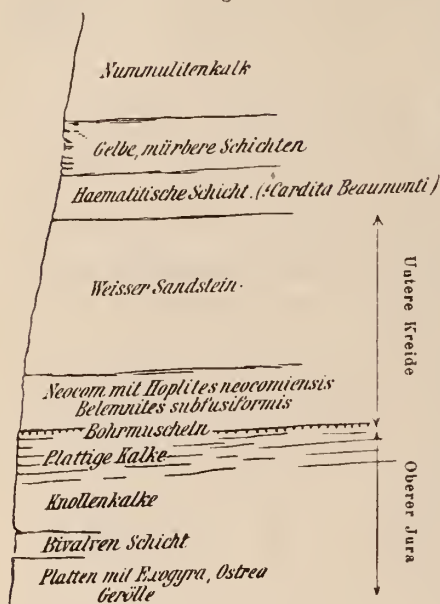 Nummulitenkalk
Gelbe, mürbere Schichten
Haematitische Schicht. (Cardita Beaumonti)
Weisser Sandstein
Untere Kreide
Neocom mit Hoplites neocomiensis
Belemnites subfusiformis
Bohrmuscheln
Plattige Kalke
Knollenkalke
Oberer Jura
Bivalven Schicht
Platten mit Exogyra, Ostrea
Gerölle